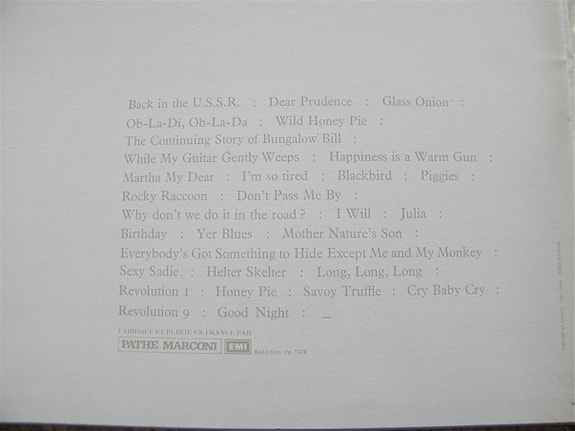 Back in the U.S.S.R. : Dear Prudence : Glass Onion :
Ob-La-Di, Ob-La-Da : Wild Honey Pie :
The Continuing Story of Bungalow Bill :
While My Guitar Gently Weeps : Happiness is a Warm Gun :
Martha My Dear : I'm so tired : Blackbird : Piggies :
Rocky Raccoon : Don't Pass Me By :
Why don't we do it in the road? : I Will : Julia :
Birthday : Yer Blues : Mother Nature's Son :
Everybody's Got Something to Hide Except Me and My Monkey :
Sexy Sadie : Helter Skelter : Long, Long, Long :
Revolution 1 : Honey Pie : Savoy Truffle : Cry Baby Cry :
Revolution 9 : Good Night : _
FABRIQUE ET PUBLIE EN FRANCE PAR
PATHE MARCONI EMI Réédition de 1976